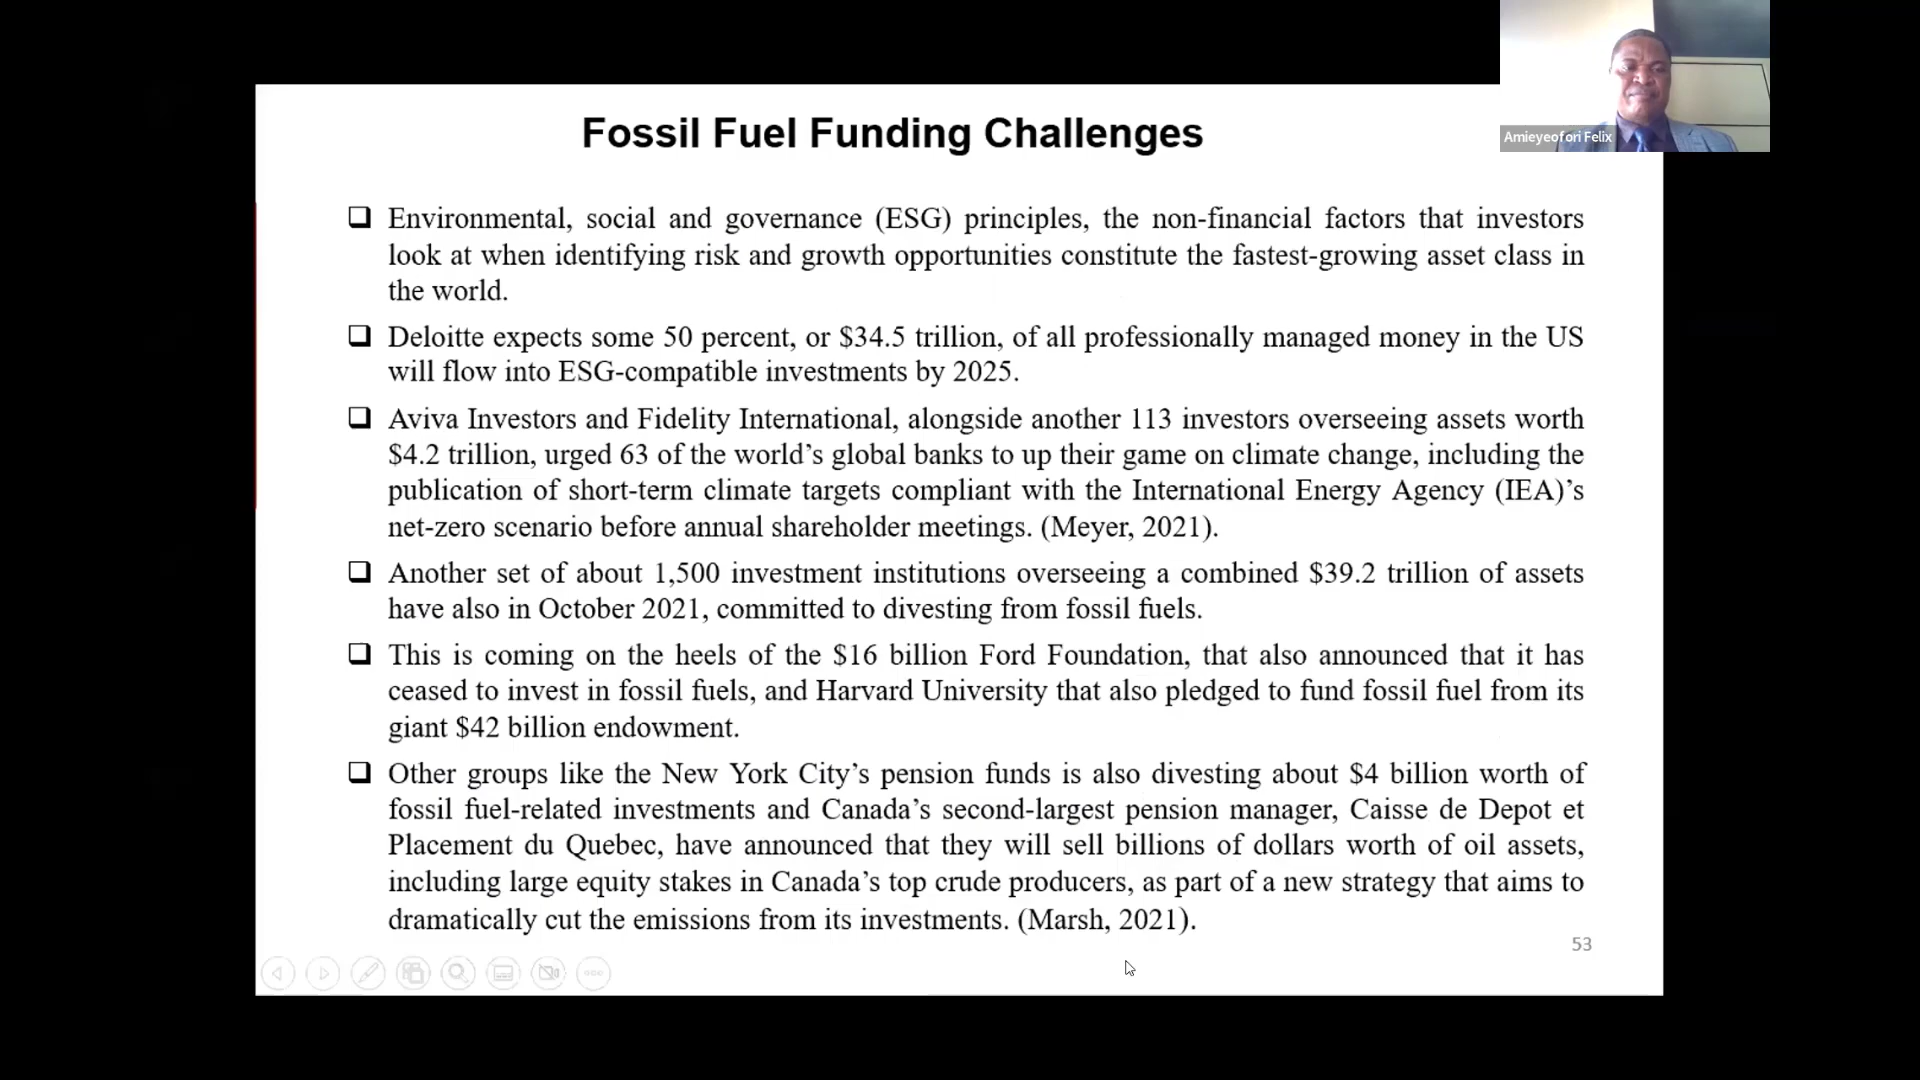 Fossil Fuel Funding Challenges
Amieyeofori Felix
❑ Environmental, social and governance (ESG) principles, the non-financial factors that investors
look at when identifying risk and growth opportunities constitute the fastest-growing asset class in
the world.
❑ Deloitte expects some 50 percent, or $34.5 trillion, of all professionally managed money in the US
will flow into ESG-compatible investments by 2025.
❑ Aviva Investors and Fidelity International, alongside another 113 investors overseeing assets worth
$4.2 trillion, urged 63 of the world’s global banks to up their game on climate change, including the
publication of short-term climate targets compliant with the International Energy Agency (IEA)’s
net-zero scenario before annual shareholder meetings. (Meyer, 2021).
❑ Another set of about 1,500 investment institutions overseeing a combined $39.2 trillion of assets
have also in October 2021, committed to divesting from fossil fuels.
❑ This is coming on the heels of the $16 billion Ford Foundation, that also announced that it has
ceased to invest in fossil fuels, and Harvard University that also pledged to fund fossil fuel from its
giant $42 billion endowment.
❑ Other groups like the New York City’s pension funds is also divesting about $4 billion worth of
fossil fuel-related investments and Canada’s second-largest pension manager, Caisse de Depot et
Placement du Quebec, have announced that they will sell billions of dollars worth of oil assets,
including large equity stakes in Canada’s top crude producers, as part of a new strategy that aims to
dramatically cut the emissions from its investments. (Marsh, 2021).
53